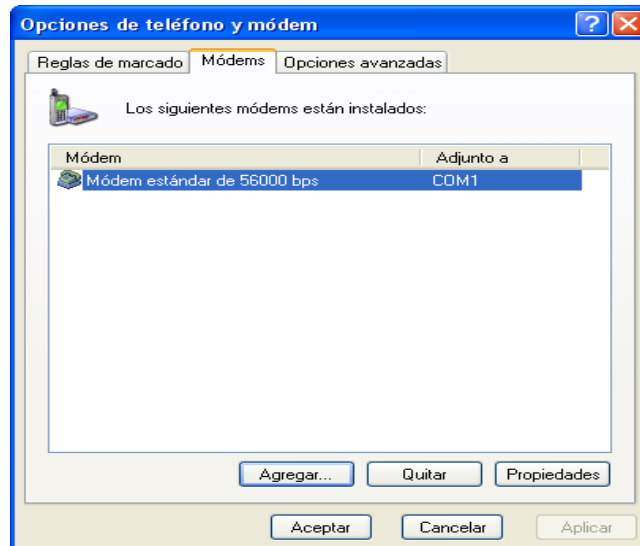 Opciones de teléfono y módem
Reglas de marcado Módems Opciones avanzadas
Los siguientes módems están instalados:
Módem Adjunto a
Módem estándar de 56000 bps COM1
Agregar... Quitar Propiedades
Aceptar Cancelar Aplicar